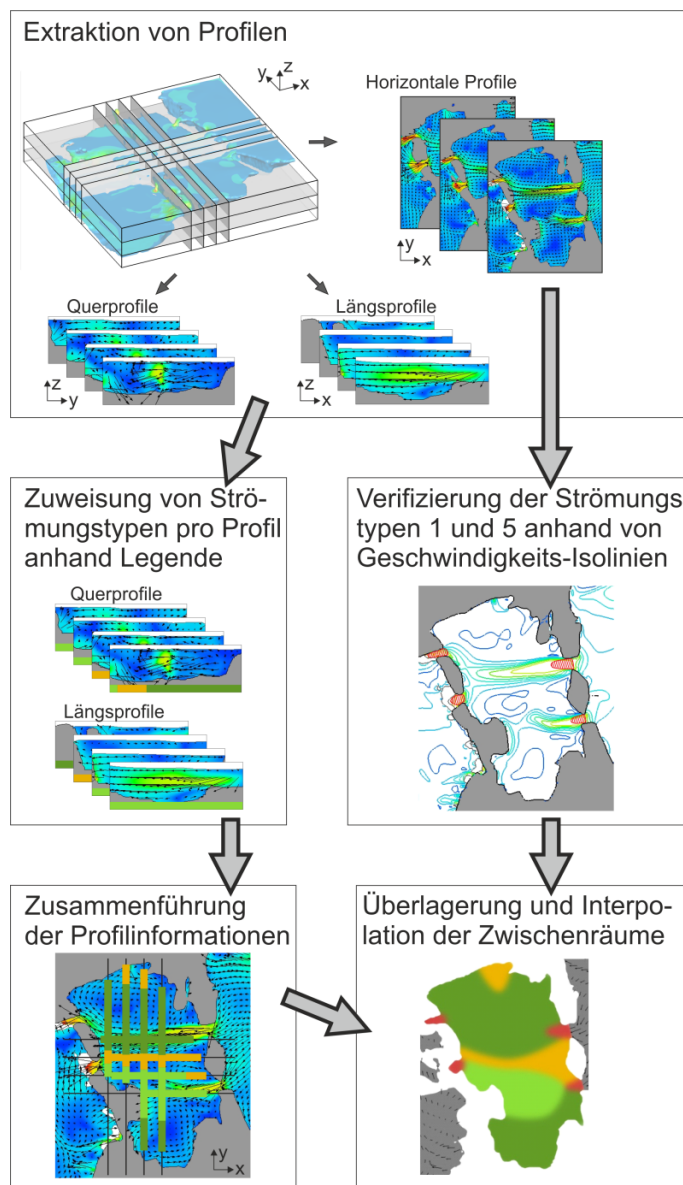 Extraktion von Profilen
y z x
Horizontale Profile
y
x
Querprofile
Längsprofile
z
y
z
x
Zuweisung von Strö-
mungstypen pro Profil
anhand Legende
Querprofile
Längsprofile
Verifizierung der Strömungs
typen 1 und 5 anhand von
Geschwindigkeits-Isolinien
Zusammenführung
der Profilinformationen
y
x
Überlagerung und Interpo-
lation der Zwischenräume